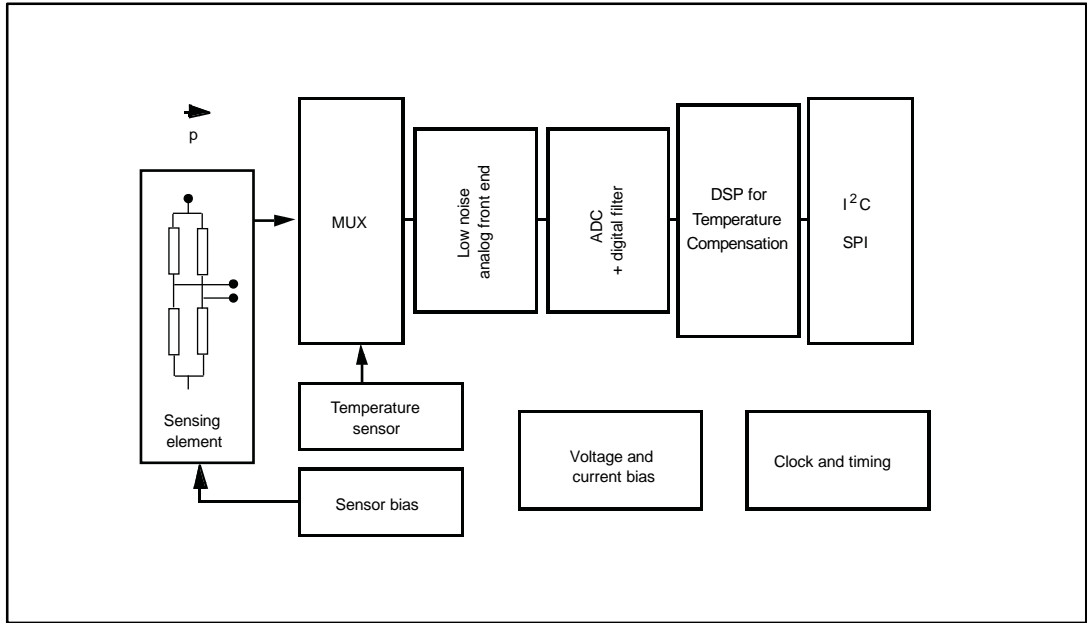 p
MUX
Low noise
analog front end
ADC
+ digital filter
DSP for
Temperature
Compensation
I²C
SPI
Sensing
element
Temperature
sensor
Sensor bias
Voltage and
current bias
Clock and timing